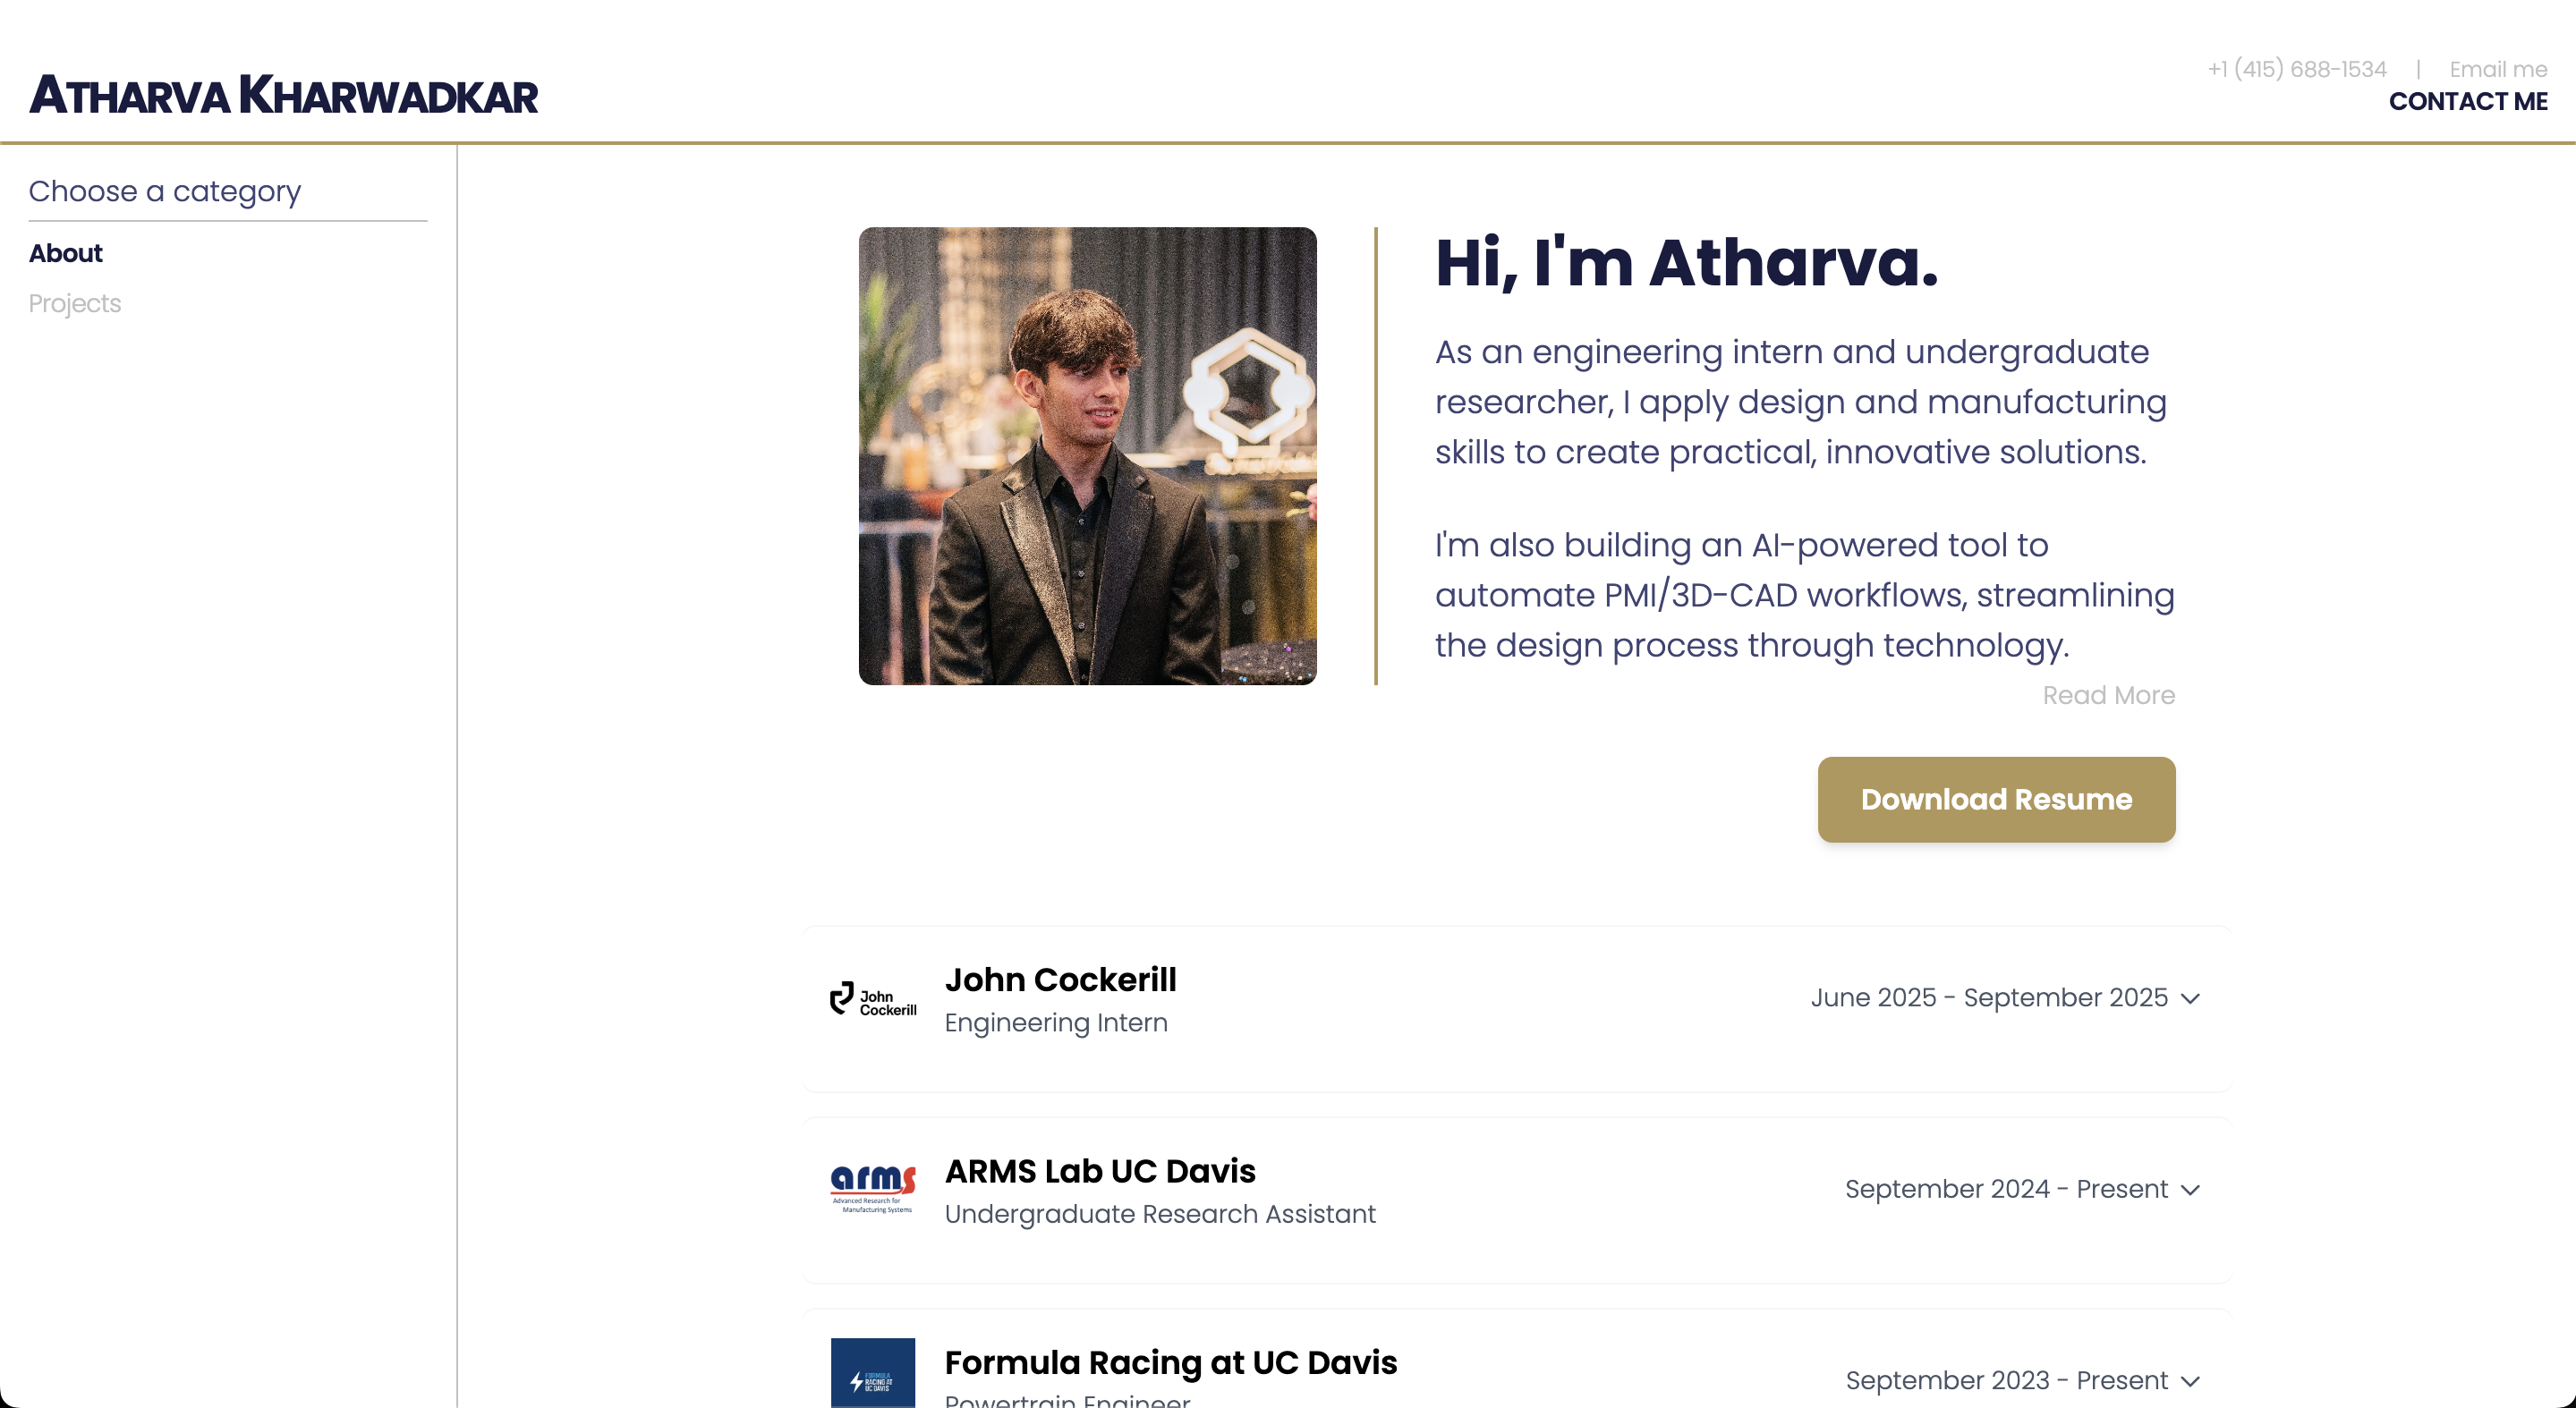 ATHARVA KHARWADKAR
+1 (415) 688-1534 | Email me
CONTACT ME
Choose a category
About
Projects
Hi, I'm Atharva.
As an engineering intern and undergraduate
researcher, I apply design and manufacturing
skills to create practical, innovative solutions.
I'm also building an AI-powered tool to
automate PMI/3D-CAD workflows, streamlining
the design process through technology.
Read More
Download Resume
John
Cockerill
John Cockerill
Engineering Intern
June 2025 - September 2025
arms
Advanced Research for
Manufacturing Systems
ARMS Lab UC Davis
Undergraduate Research Assistant
September 2024 - Present
FORMULA
RACING AT
UC DAVIS
Formula Racing at UC Davis
Powertrain Engineer
September 2023 - Present